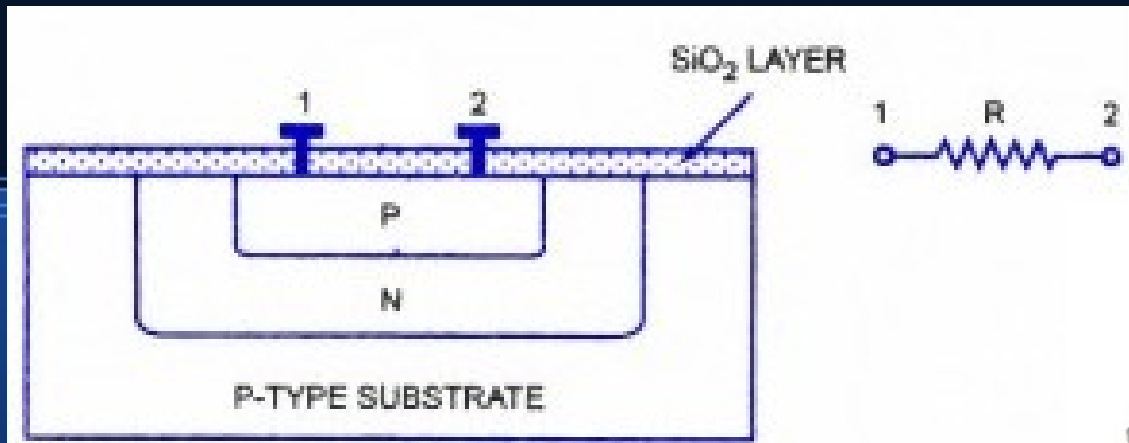 SiO₂ LAYER
1 2
1 R 2
P
N
P-TYPE SUBSTRATE